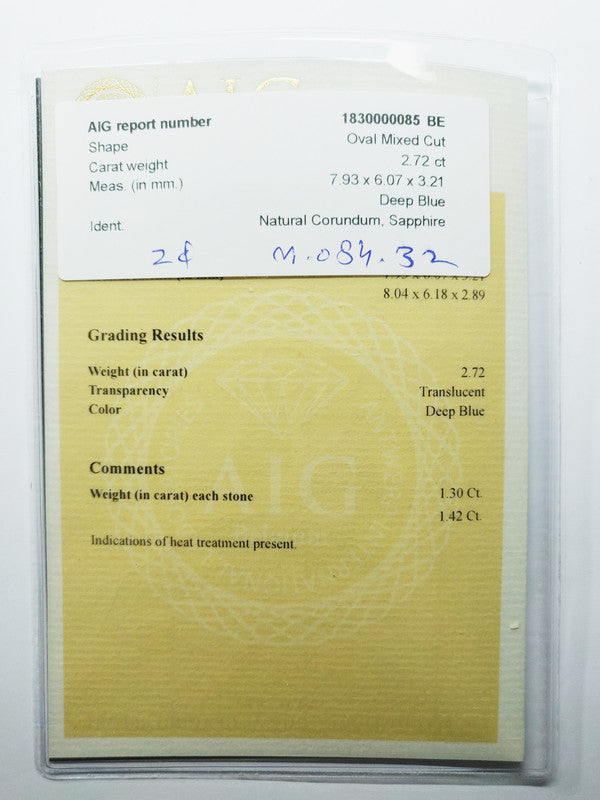 AIG
AIG report number 1830000085 BE
Shape Oval Mixed Cut
Carat weight 2.72 ct
Meas. (in mm.) 7.93 x 6.07 x 3.21
Deep Blue
Ident. Natural Corundum, Sapphire
M.084.32
8.04 x 6.18 x 2.89
Grading Results
Weight (in carat) 2.72
Transparency Translucent
Color Deep Blue
AIG
Comments
Weight (in carat) each stone 1.30 Ct.
1.42 Ct.
Indications of heat treatment present.